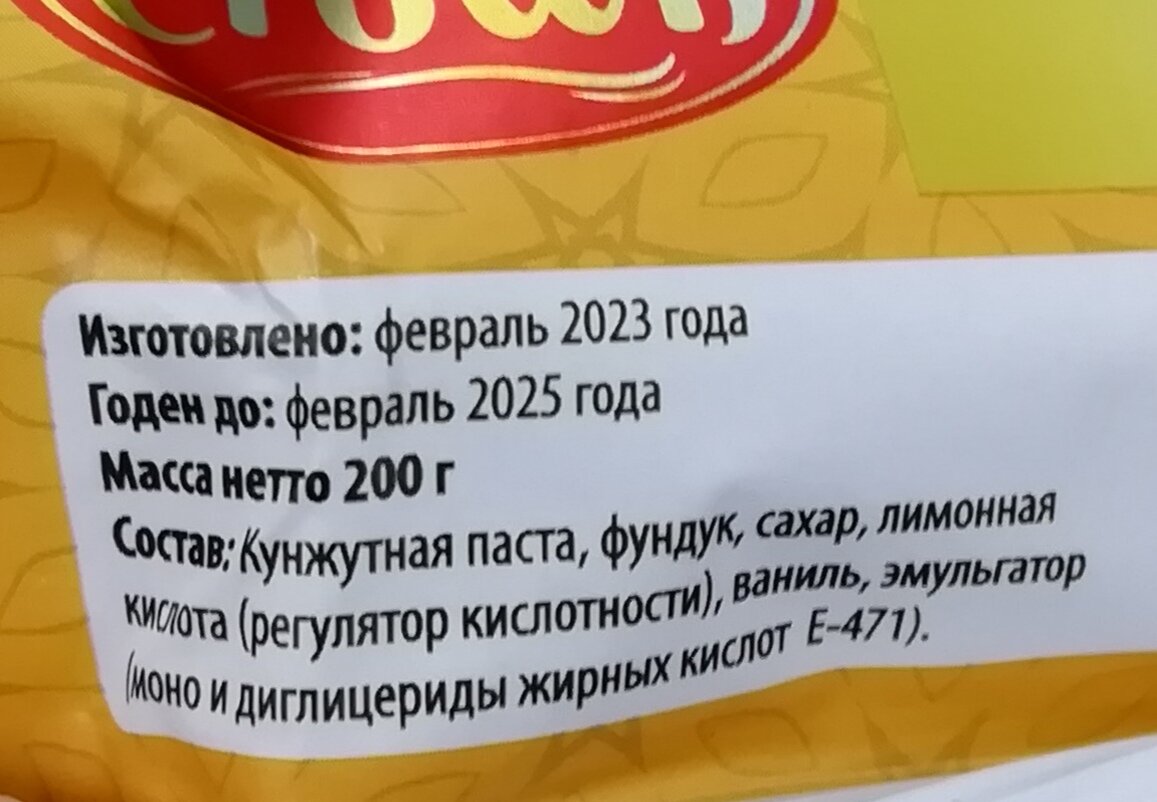 Изготовлено: февраль 2023 года
Годен до: февраль 2025 года
Масса нетто 200 г
Состав: Кунжутная паста, фундук, сахар, лимонная
кислота (регулятор кислотности), ваниль, эмульгатор
(моно и диглицериды жирных кислот Е-471).